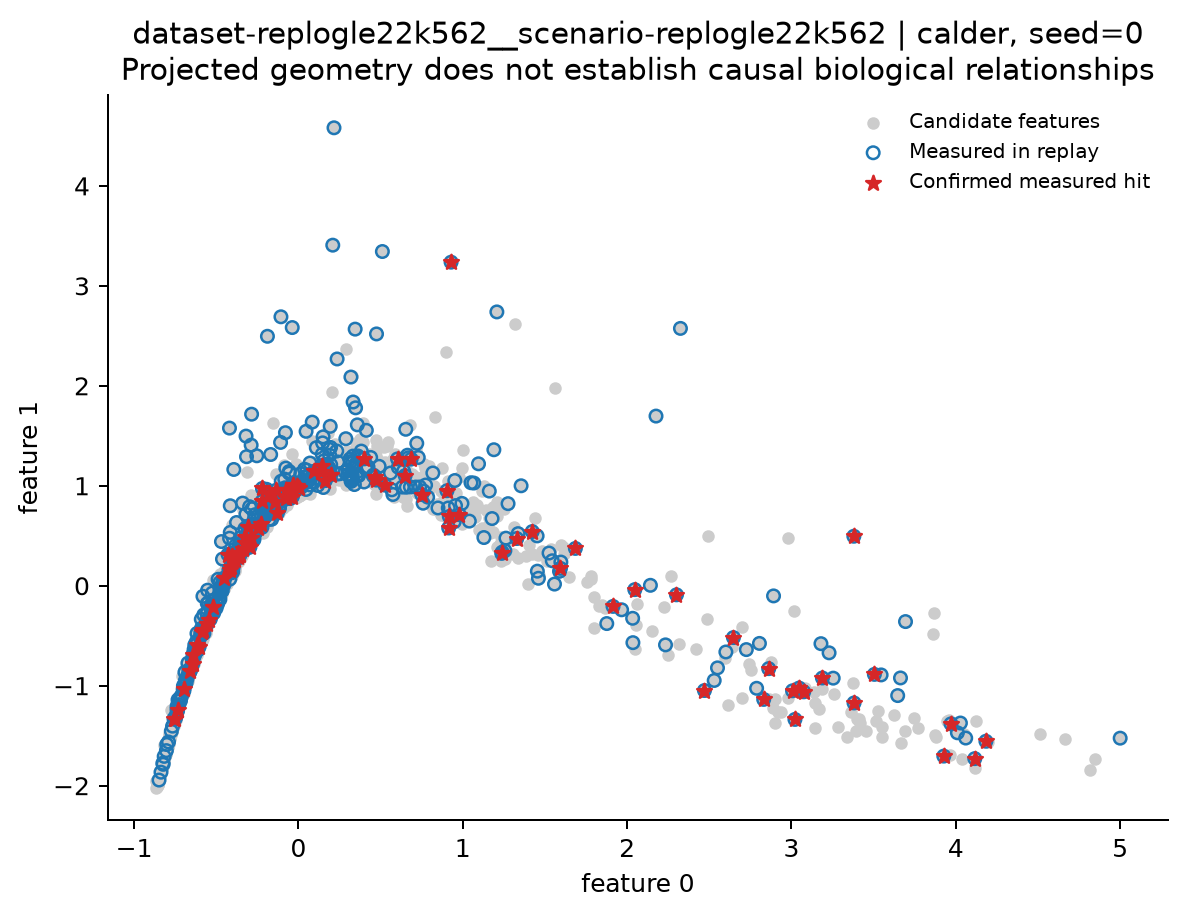 dataset-replogle22k562__scenario-replogle22k562 | calder, seed=0
Projected geometry does not establish causal biological relationships
Candidate features
Measured in replay
Confirmed measured hit
feature 1
4
3
2
1
0
−1
−2
−1
0
1
2
3
4
5
feature 0